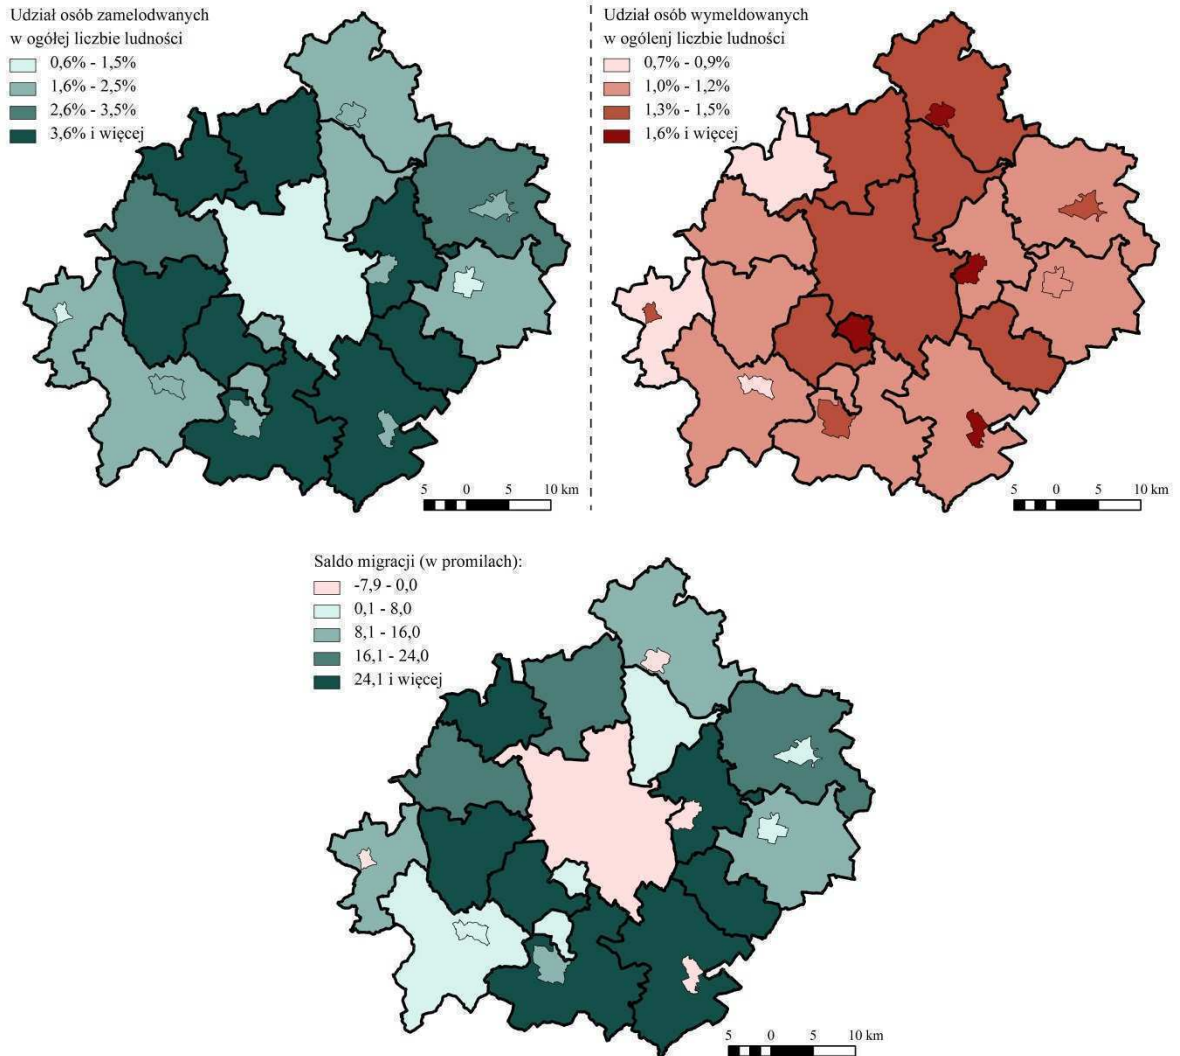 Udział osób zamelodwanych
w ogółej liczbie ludności
0,6% - 1,5%
1,6% - 2,5%
2,6% - 3,5%
3,6% i więcej
5 0 5 10 km
Udział osób wymeldowanych
w ogólenj liczbie ludności
0,7% - 0,9%
1,0% - 1,2%
1,3% - 1,5%
1,6% i więcej
5 0 5 10 km
Saldo migracji (w promilach):
-7,9 - 0,0
0,1 - 8,0
8,1 - 16,0
16,1 - 24,0
24,1 i więcej
5 0 5 10 km